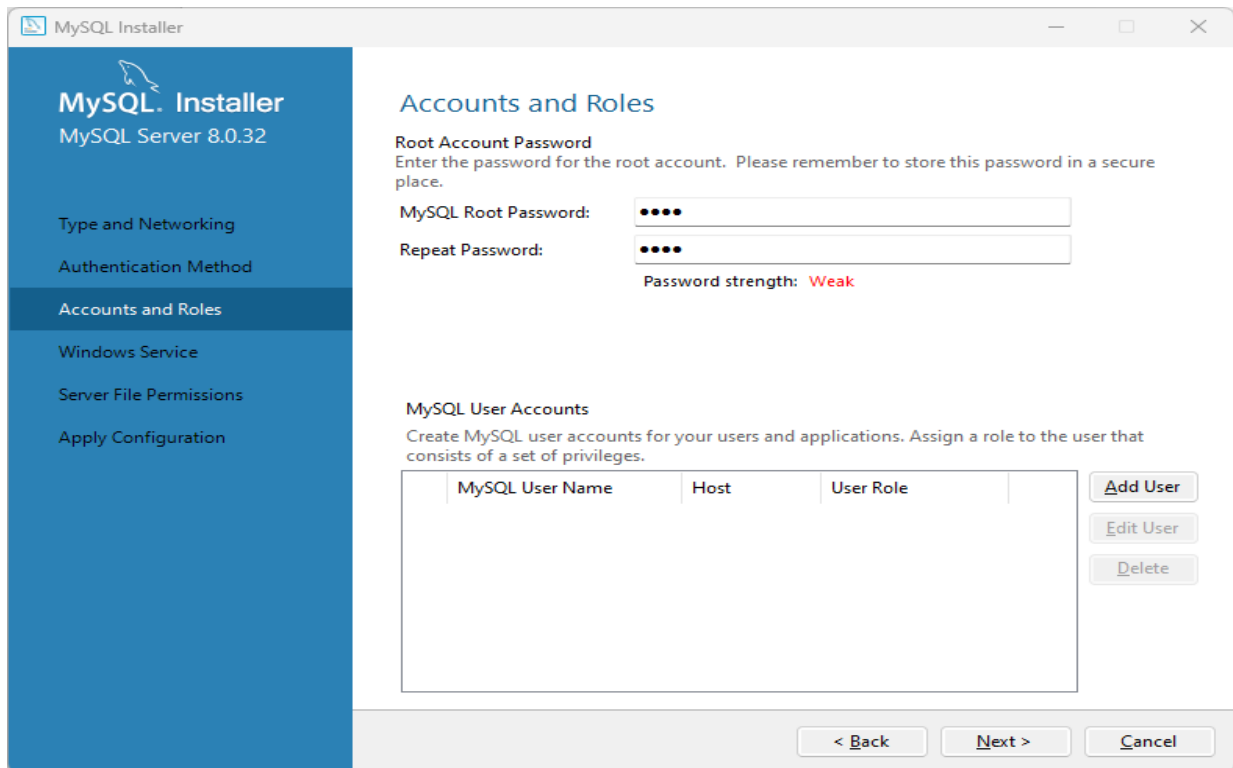 MySQL Installer
MySQL. Installer
MySQL Server 8.0.32
Type and Networking
Authentication Method
Accounts and Roles
Windows Service
Server File Permissions
Apply Configuration
Accounts and Roles
Root Account Password
Enter the password for the root account. Please remember to store this password in a secure
place.
MySQL Root Password: ●●●●
Repeat Password: ●●●●
Password strength: Weak
MySQL User Accounts
Create MySQL user accounts for your users and applications. Assign a role to the user that
consists of a set of privileges.
MySQL User Name Host User Role
Add User
Edit User
Delete
< Back Next > Cancel